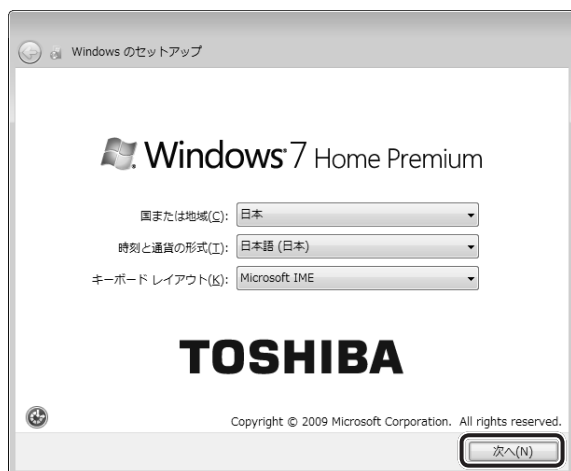 Windows のセットアップ
Windows 7 Home Premium
国または地域(C): 日本
時刻と通貨の形式(T): 日本語 (日本)
キーボード レイアウト(K): Microsoft IME
TOSHIBA
Copyright © 2009 Microsoft Corporation. All rights reserved.
次へ(N)